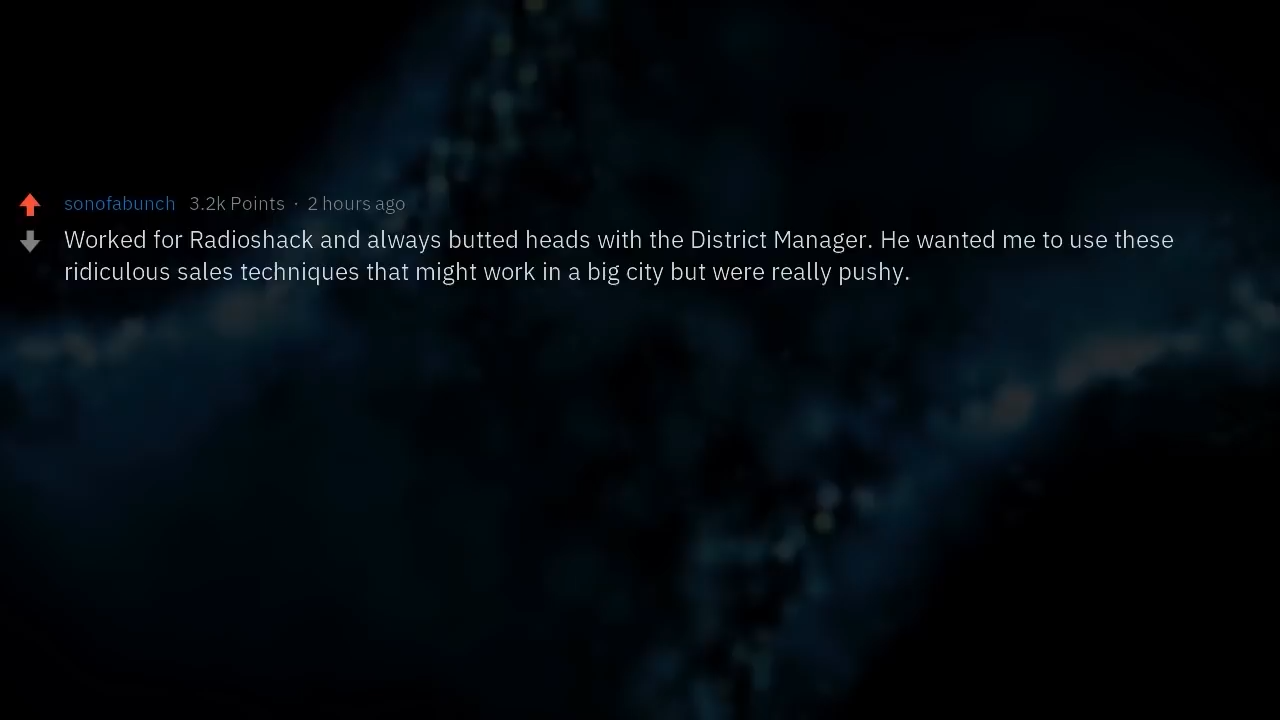 sonofabunch 3.2k Points · 2 hours ago
Worked for Radioshack and always butted heads with the District Manager. He wanted me to use these
ridiculous sales techniques that might work in a big city but were really pushy.